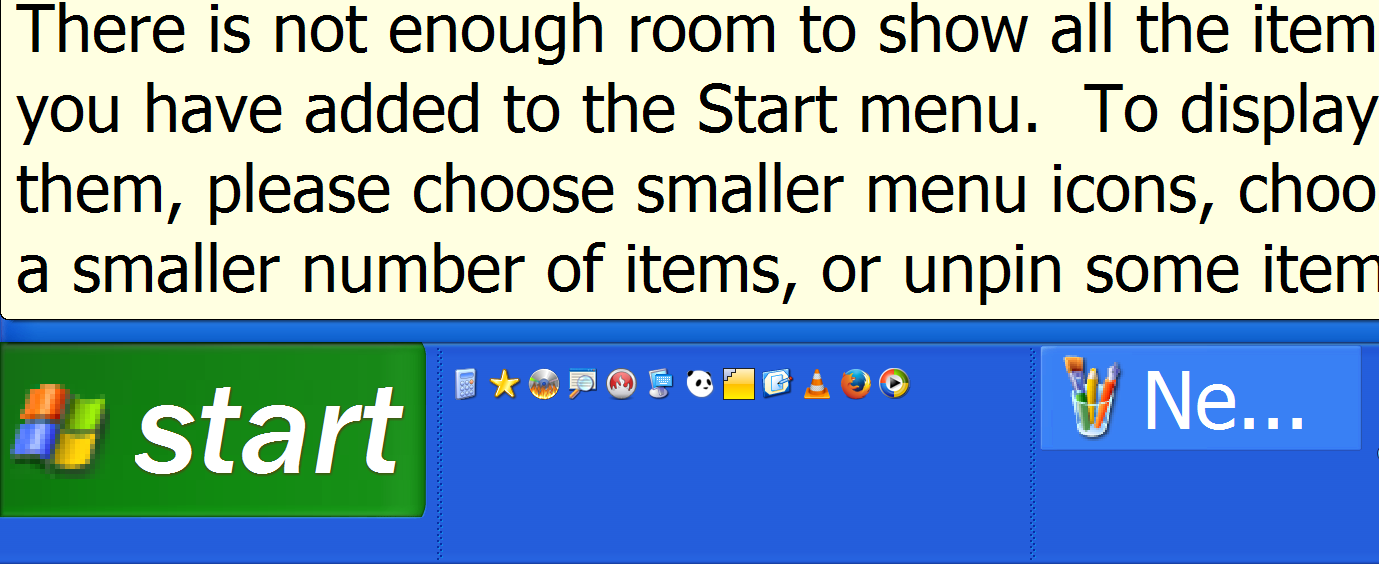 There is not enough room to show all the item
you have added to the Start menu.  To display
them, please choose smaller menu icons, choo
a smaller number of items, or unpin some item
start
Ne...